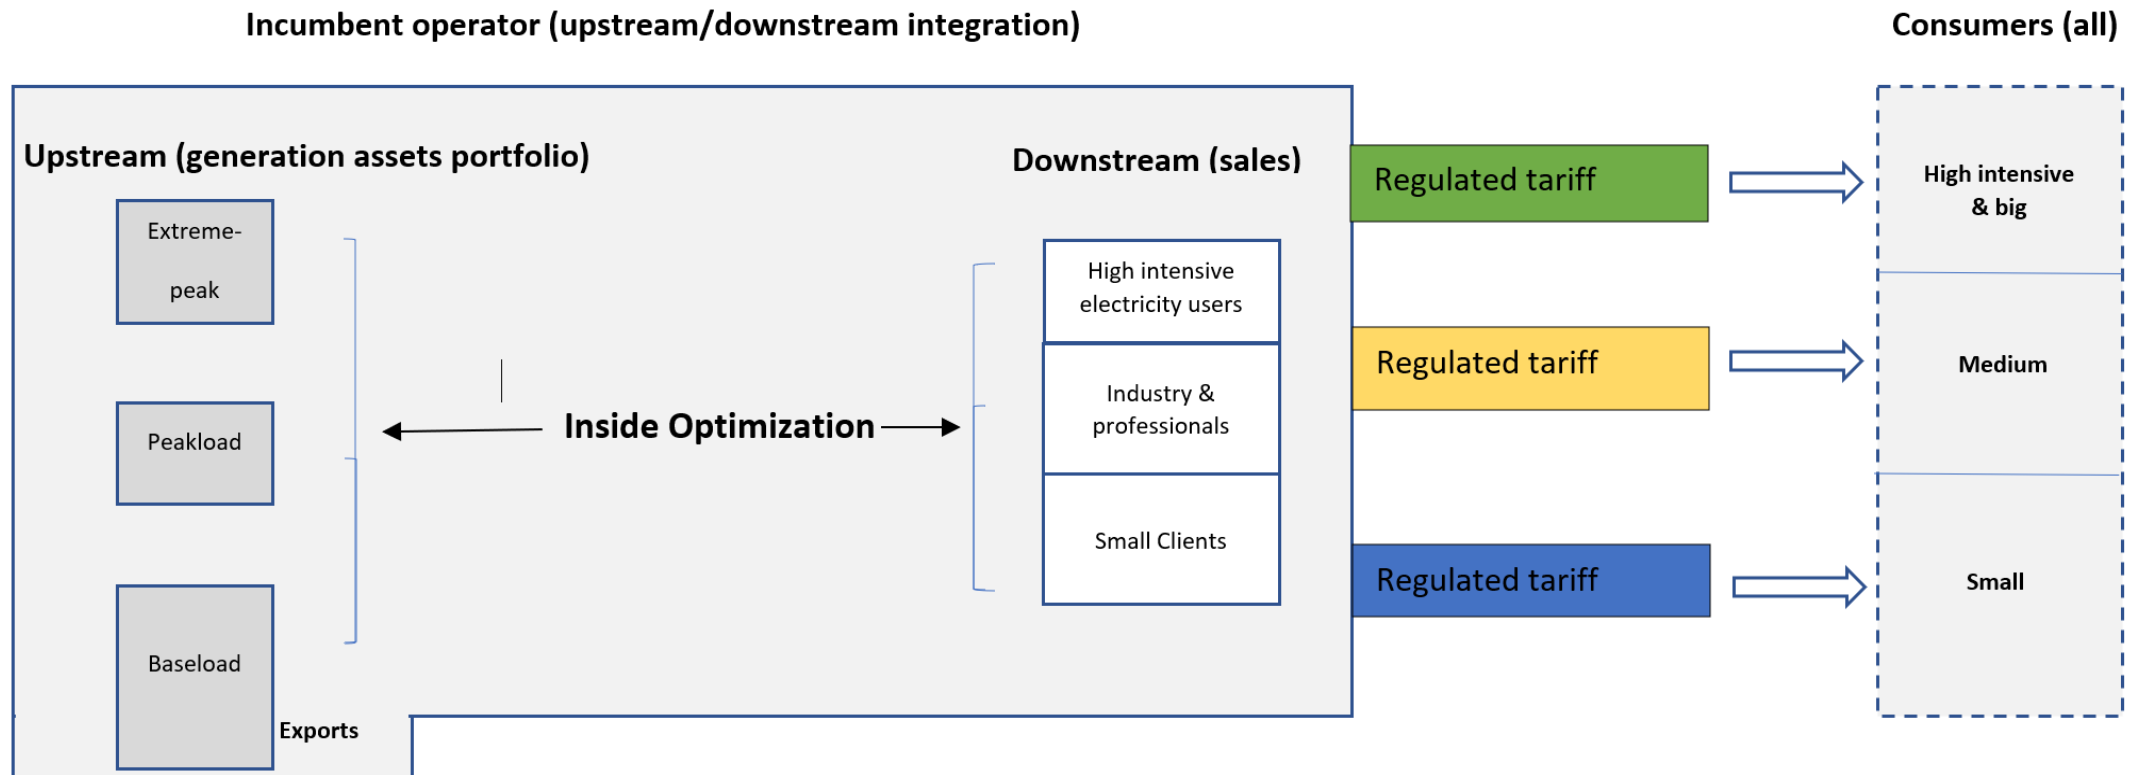 Incumbent operator (upstream/downstream integration)
Consumers (all)
Upstream (generation assets portfolio)
Extreme-
peak
Peakload
Baseload
Exports
Inside Optimization
Downstream (sales)
High intensive
electricity users
Industry &
professionals
Small Clients
Regulated tariff
Regulated tariff
Regulated tariff
High intensive
& big
Medium
Small